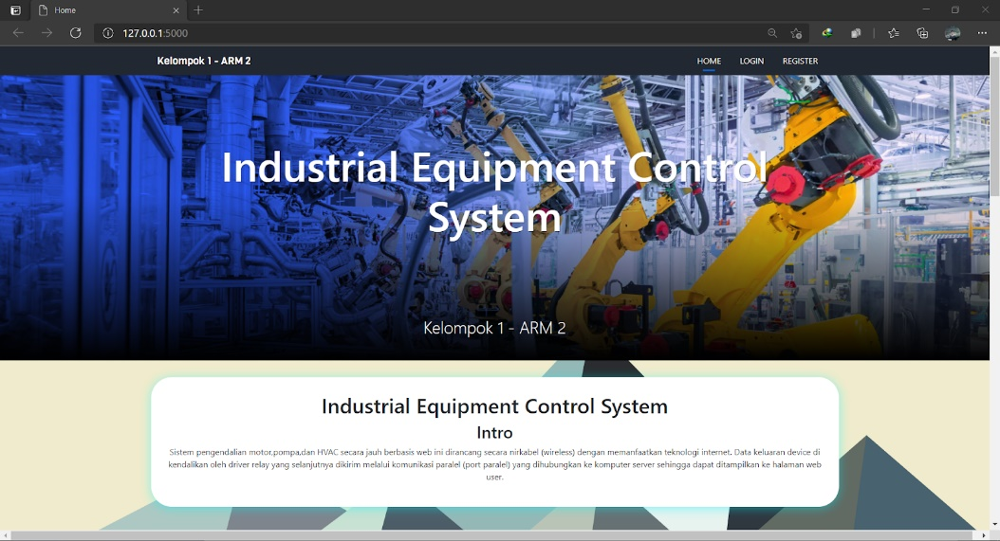 Home
127.0.0.1:5000
Kelompok 1 - ARM 2
HOME LOGIN REGISTER
Industrial Equipment Control
System
Kelompok 1 - ARM 2
Industrial Equipment Control System
Intro
Sistem pengendalian motor,pompa,dan HVAC secara jauh berbasis web ini dirancang secara nirkabel (wireless) dengan memanfaatkan teknologi internet. Data keluaran device di
kendalikan oleh driver relay yang selanjutnya dikirim melalui komunikasi paralel (port paralel) yang dihubungkan ke komputer server sehingga dapat ditampilkan ke halaman web
user.